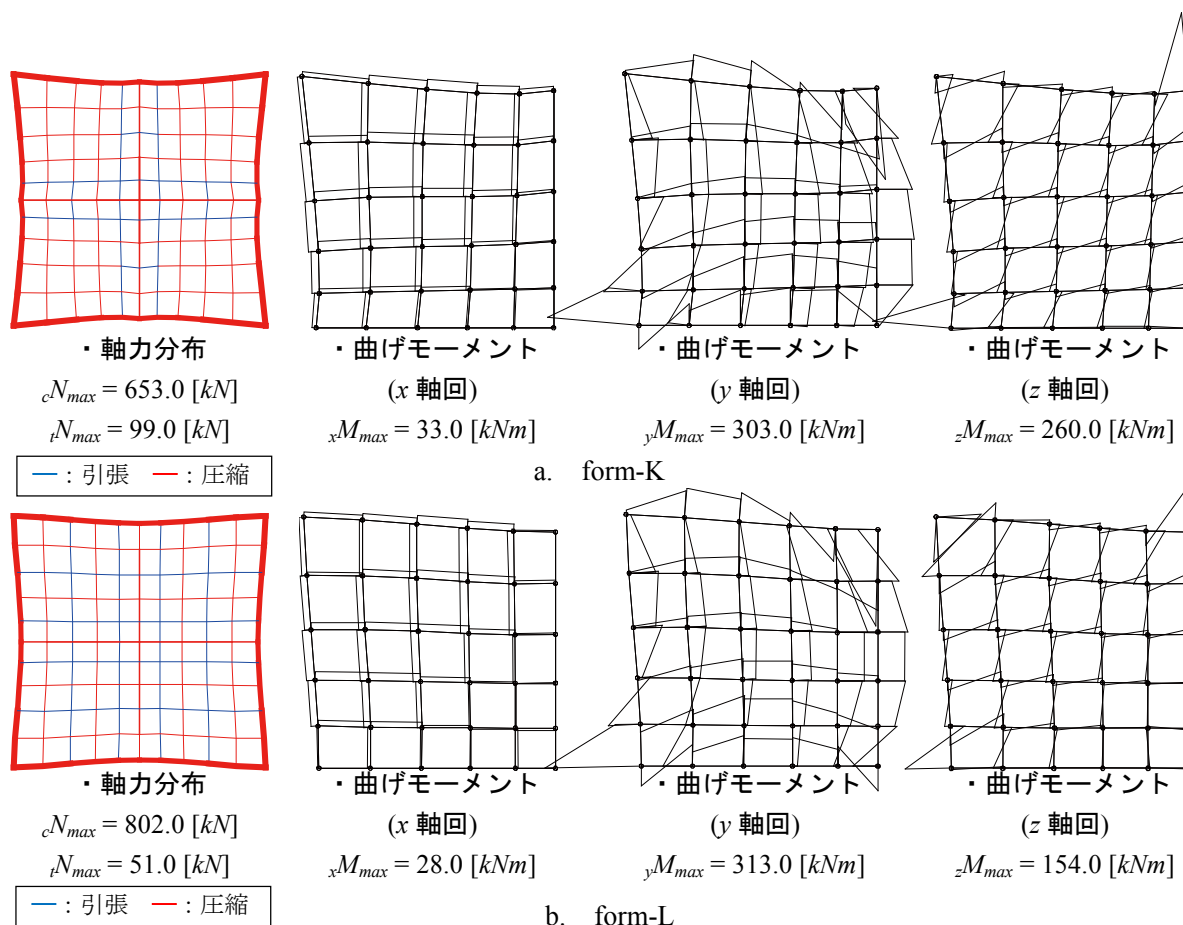 ・軸力分布 ・曲げモーメント ・曲げモーメント ・曲げモーメント
cNmax = 653.0 [kN] (x 軸回) (y 軸回) (z 軸回)
tNmax = 99.0 [kN] xMmax = 33.0 [kNm] yMmax = 303.0 [kNm] zMmax = 260.0 [kNm]
― : 引張 ― : 圧縮
a. form-K
・軸力分布 ・曲げモーメント ・曲げモーメント ・曲げモーメント
cNmax = 802.0 [kN] (x 軸回) (y 軸回) (z 軸回)
tNmax = 51.0 [kN] xMmax = 28.0 [kNm] yMmax = 313.0 [kNm] zMmax = 154.0 [kNm]
― : 引張 ― : 圧縮
b. form-L